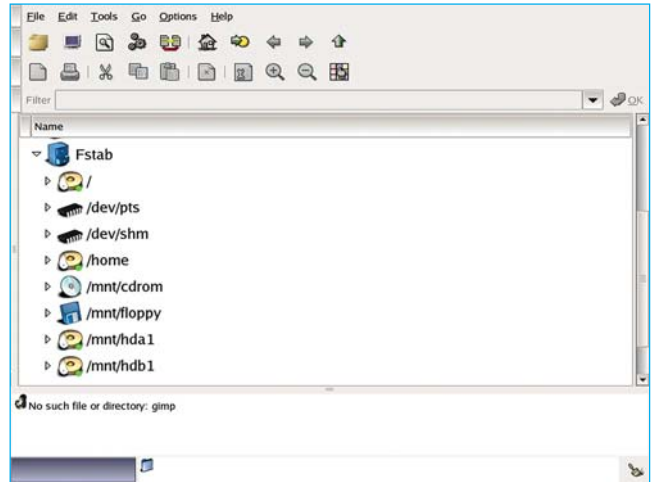 File Edit Tools Go Options Help
Filter OK
Name
Fstab
/
/dev/pts
/dev/shm
/home
/mnt/cdrom
/mnt/floppy
/mnt/hda1
/mnt/hdb1
No such file or directory: gimp